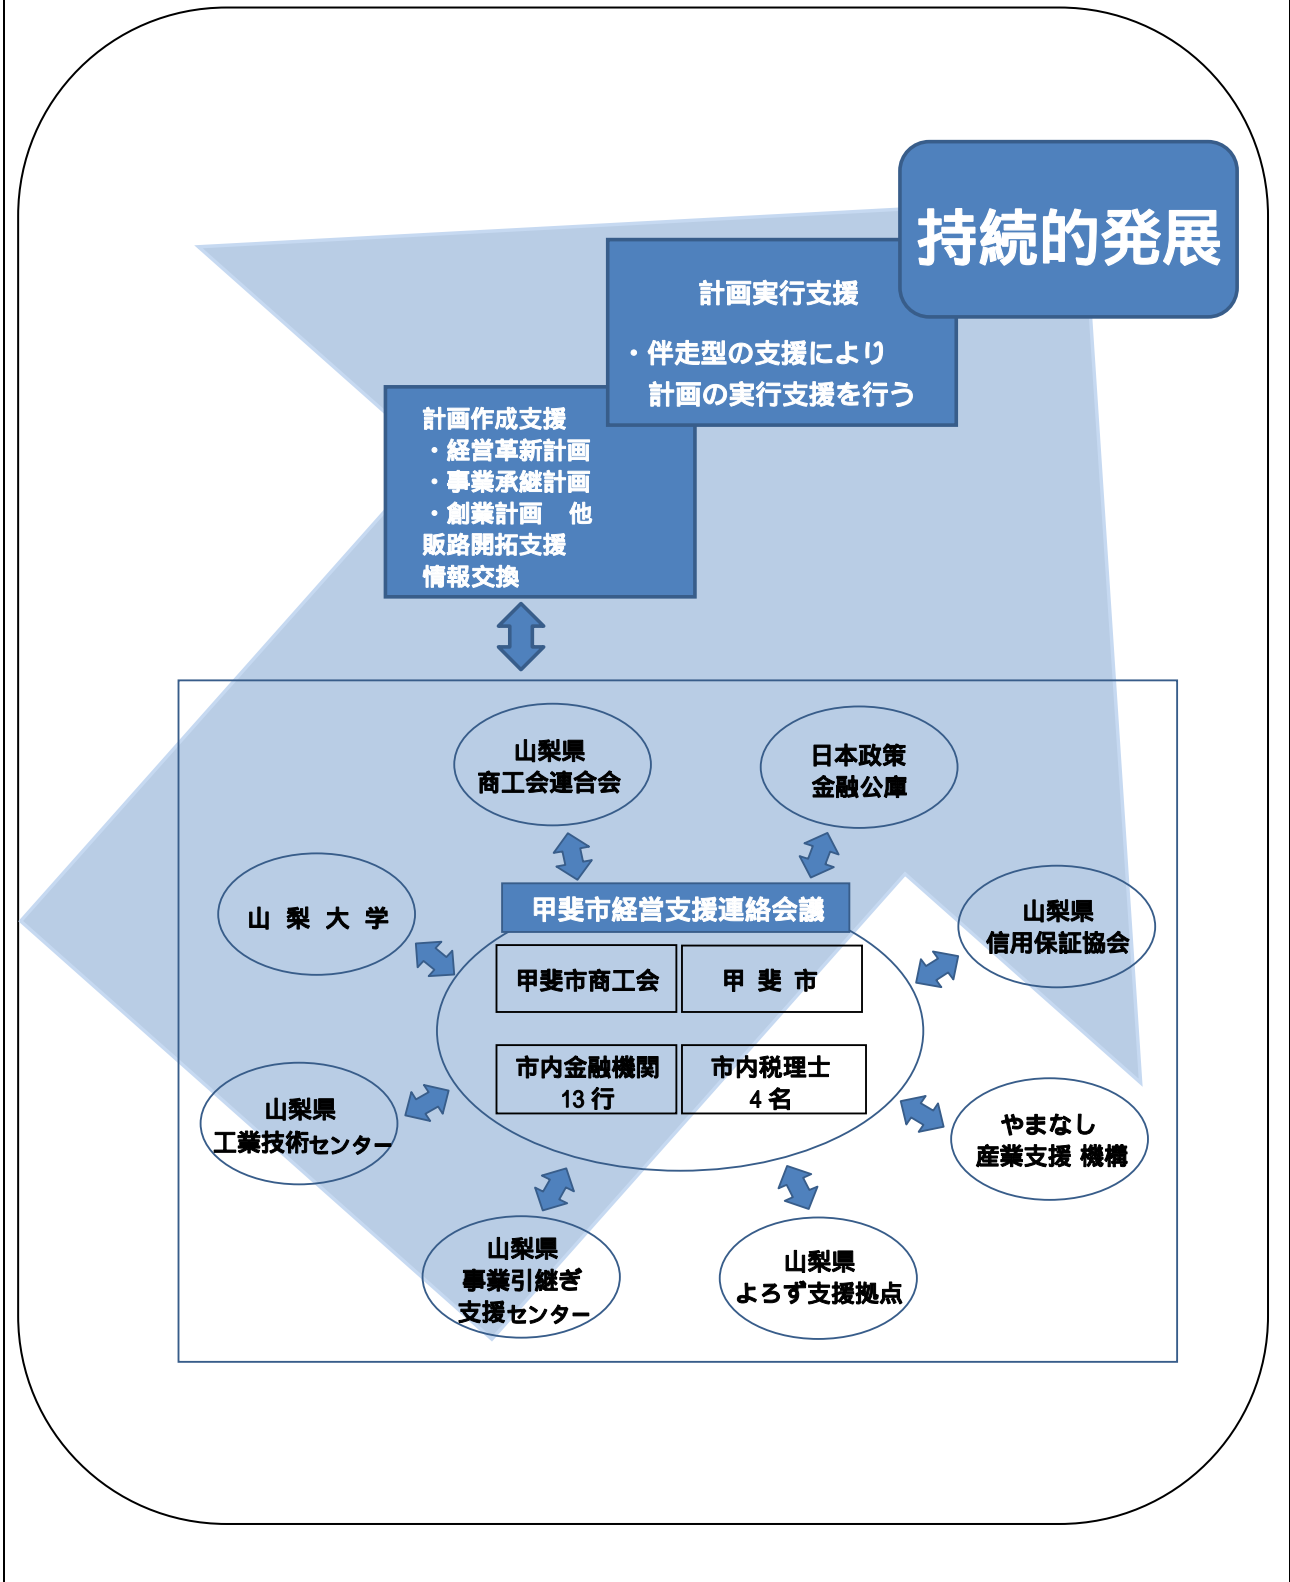 持続的発展
計画実行支援
・伴走型の支援により
計画の実行支援を行う
計画作成支援
・経営革新計画
・事業承継計画
・創業計画　他
販路開拓支援
情報交換
山梨県
商工会連合会
日本政策
金融公庫
山 梨 大 学
甲斐市経営支援連絡会議
山梨県
信用保証協会
甲斐市商工会
甲 斐 市
市内金融機関
13 行
市内税理士
4 名
山梨県
工業技術センター
やまなし
産業支援 機構
山梨県
事業引継ぎ
支援センター
山梨県
よろず支援拠点